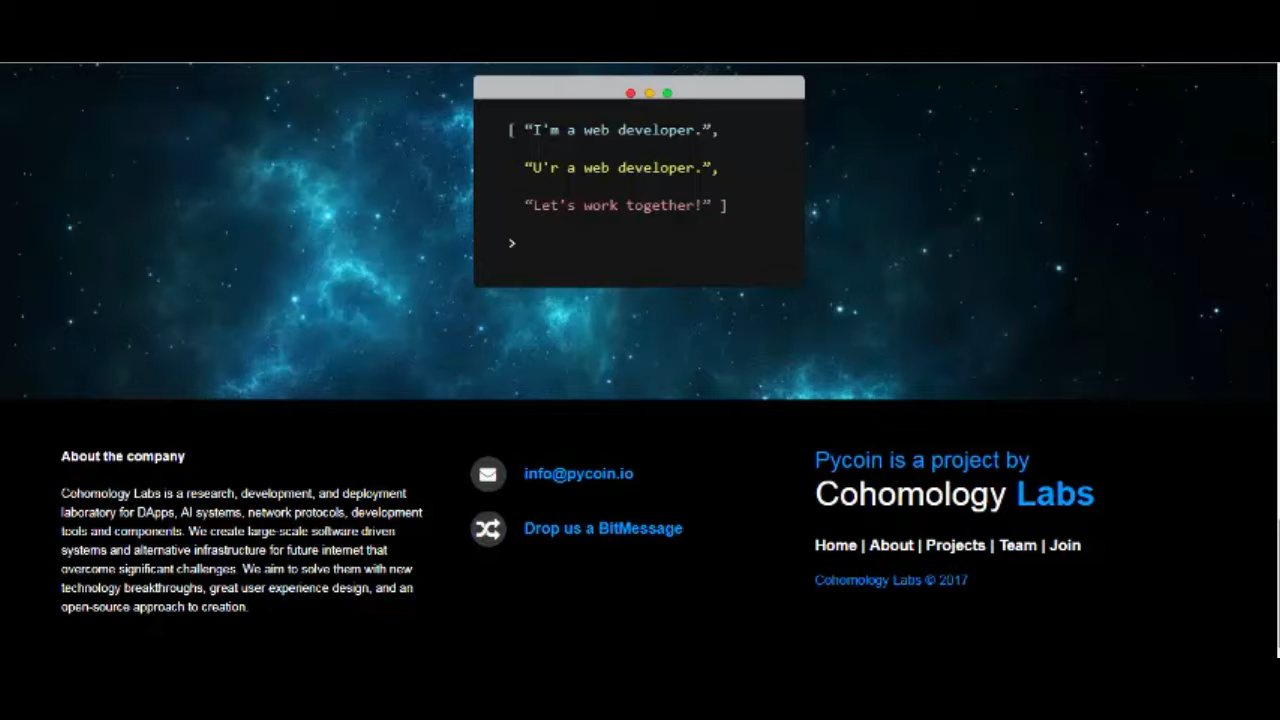 [ “I'm a web developer.”,
“U'r a web developer.”,
“Let's work together!” ]
>
About the company
Cohomology Labs is a research, development, and deployment
laboratory for DApps, AI systems, network protocols, development
tools and components. We create large-scale software driven
systems and alternative infrastructure for future internet that
overcome significant challenges. We aim to solve them with new
technology breakthroughs, great user experience design, and an
open-source approach to creation.
info@pycoin.io
Drop us a BitMessage
Pycoin is a project by
Cohomology Labs
Home | About | Projects | Team | Join
Cohomology Labs © 2017